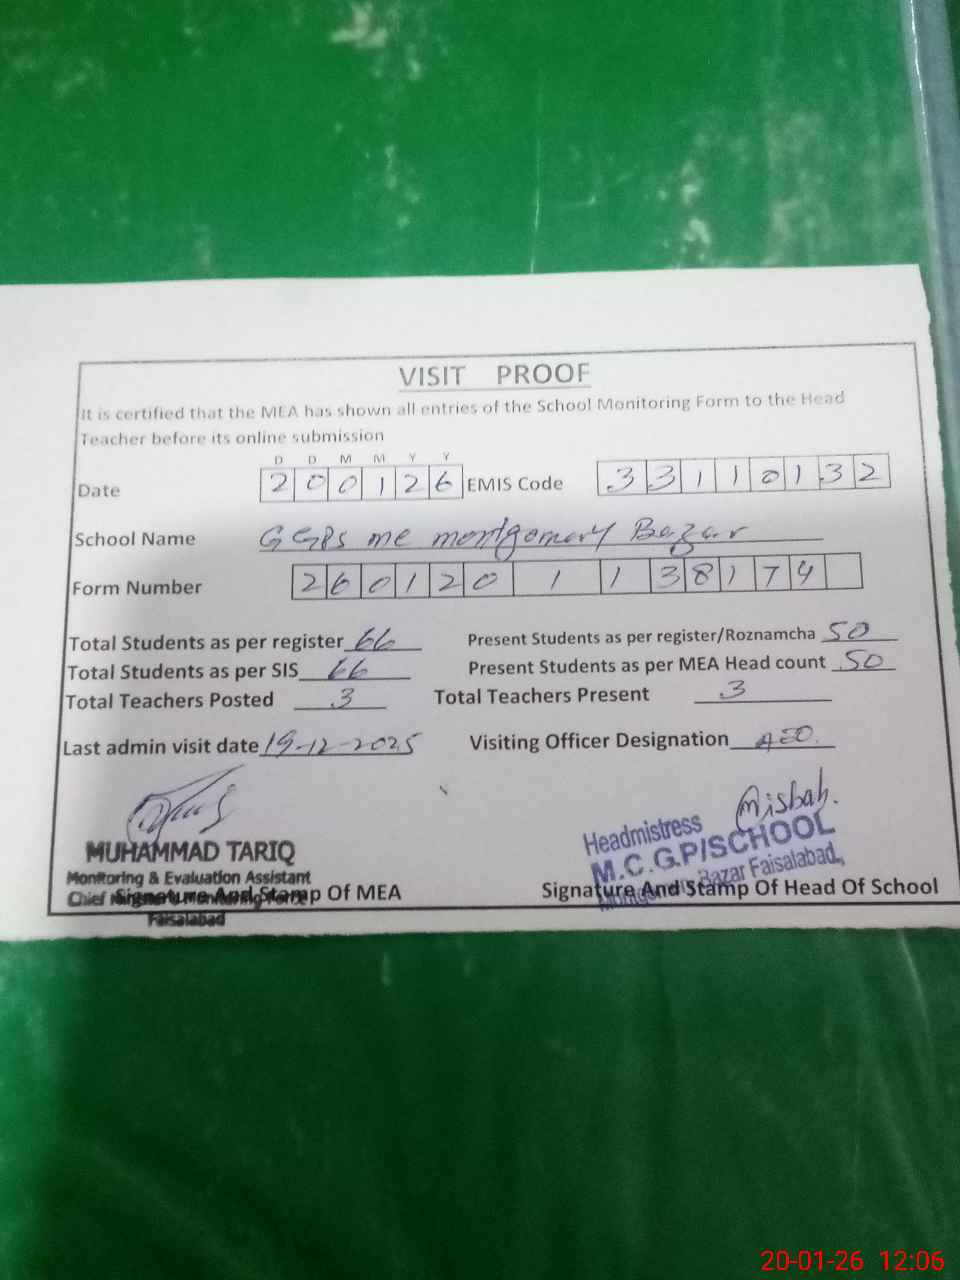 VISIT PROOF
It is certified that the MEA has shown all entries of the School Monitoring Form to the Head
Teacher before its online submission
D D M M Y Y
Date 2 0 0 1 2 6 EMIS Code 3 3 1 1 0 1 3 2
School Name GGPS mc montgomery Bazar
Form Number 2 6 0 1 2 0 1 1 3 8 1 7 4
Total Students as per register 66 Present Students as per register/Roznamcha 50
Total Students as per SIS 66 Present Students as per MEA Head count 50
Total Teachers Posted 3 Total Teachers Present 3
Last admin visit date 19-12-2025 Visiting Officer Designation AEO.
Misbah.
MUHAMMAD TARIQ
Monitoring & Evaluation Assistant
Chief
Faisalabad
Signature And Stamp Of MEA
Headmistress
M.C.G.P/SCHOOL
Bazar Faisalabad.
Signature And Stamp Of Head Of School
20-01-26 12:06